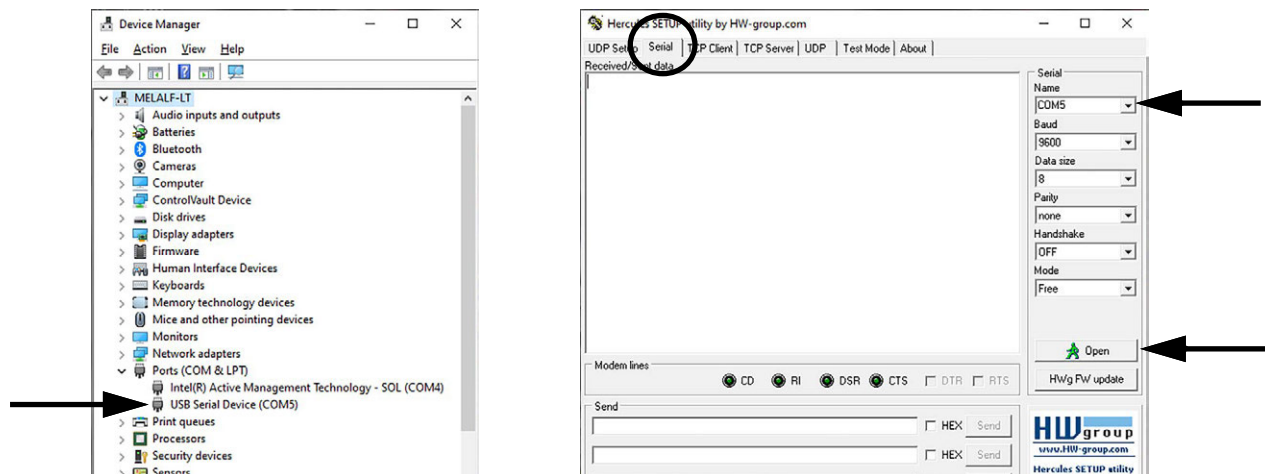 Device Manager
File Action View Help
MELALF-LT
Audio inputs and outputs
Batteries
Bluetooth
Cameras
Computer
ControlVault Device
Disk drives
Display adapters
Firmware
Human Interface Devices
Keyboards
Memory technology devices
Mice and other pointing devices
Monitors
Network adapters
Ports (COM & LPT)
Intel(R) Active Management Technology - SOL (COM4)
USB Serial Device (COM5)
Print queues
Processors
Security devices
Sensors
Hercules SETUP utility by HW-group.com
UDP Setup Serial TCP Client TCP Server UDP Test Mode About
Received/Sent data
Serial
Name
COM5
Baud
9600
Data size
8
Parity
none
Handshake
OFF
Mode
Free
Open
HWg FW update
Modem lines
CD RI DSR CTS DTR RTS
Send
HEX Send
HEX Send
HW group
www.HW-group.com
Hercules SETUP utility